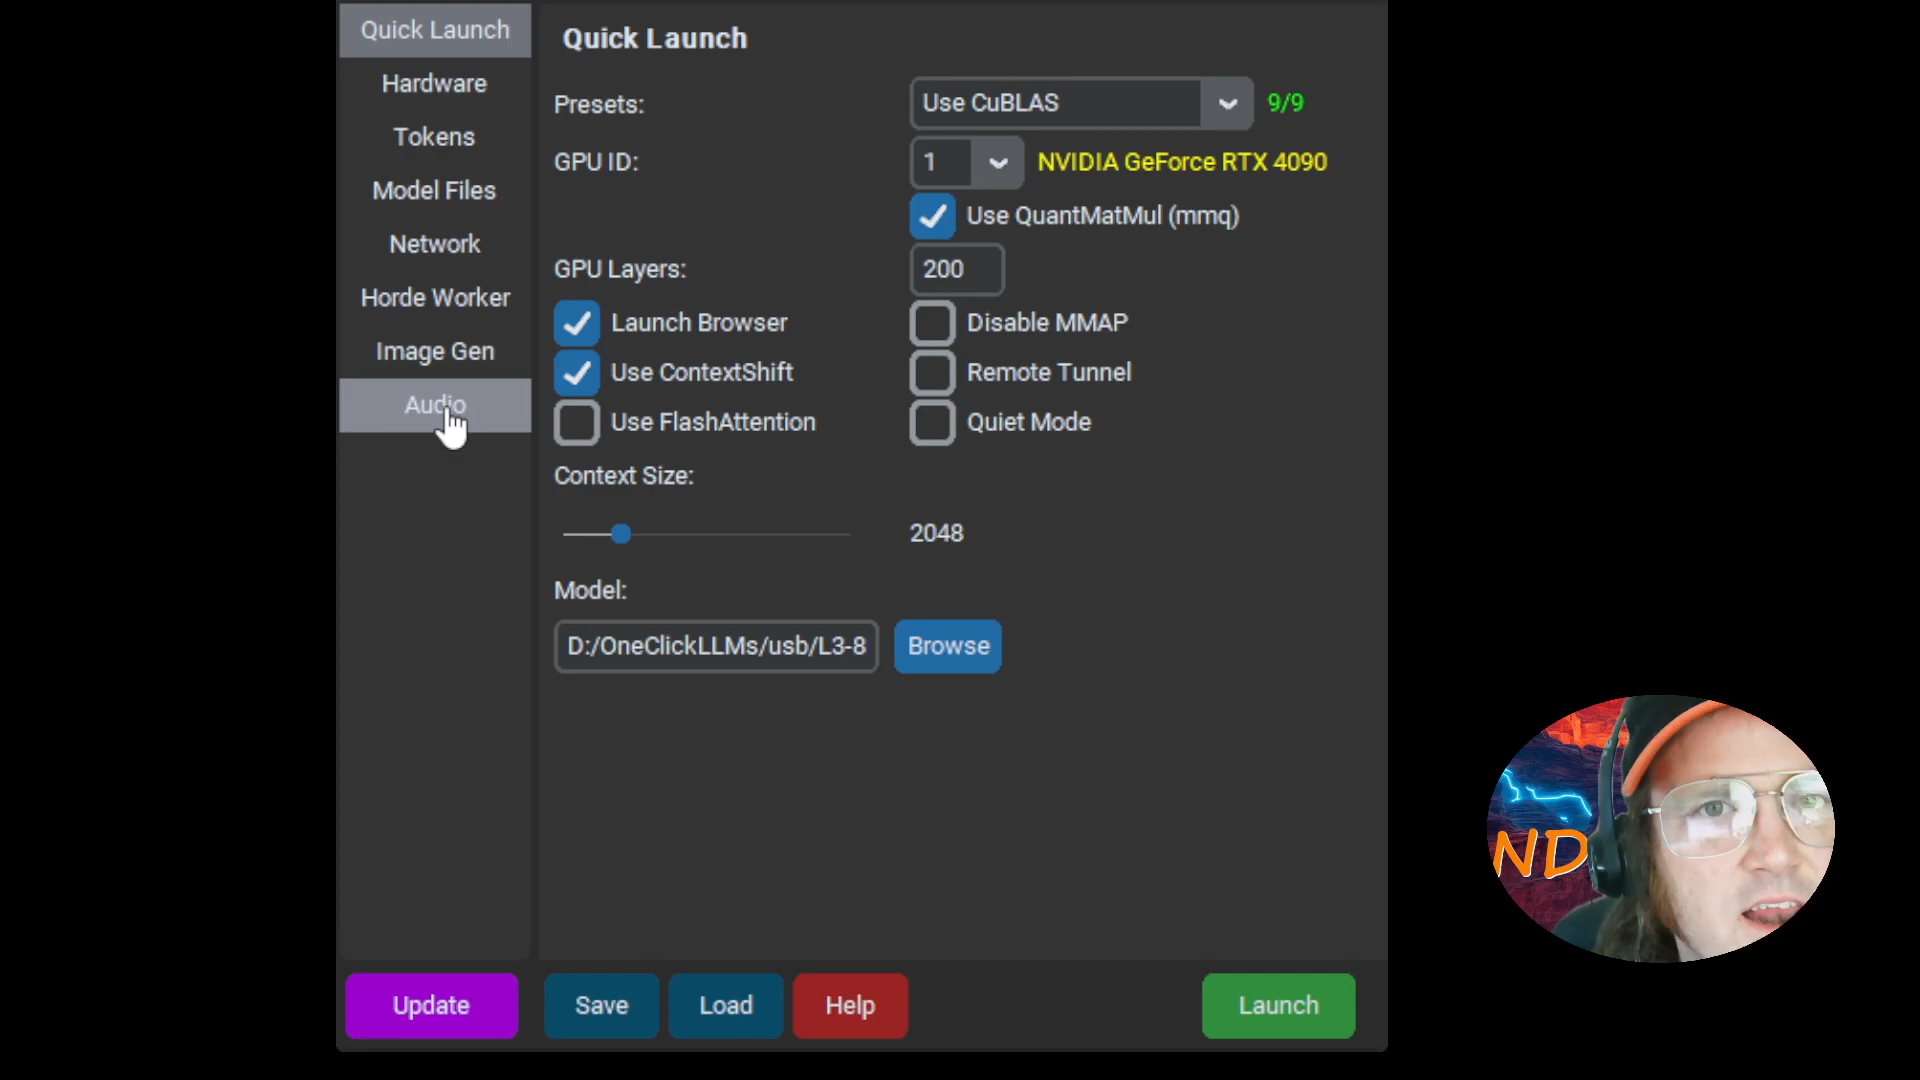 Quick Launch
Hardware
Tokens
Model Files
Network
Horde Worker
Image Gen
Audio
Quick Launch
Presets:
Use CuBLAS
9/9
GPU ID:
1
NVIDIA GeForce RTX 4090
Use QuantMatMul (mmq)
GPU Layers:
200
Launch Browser
Disable MMAP
Use ContextShift
Remote Tunnel
Use FlashAttention
Quiet Mode
Context Size:
2048
Model:
D:/OneClickLLMs/usb/L3-8
Browse
ND
Update
Save
Load
Help
Launch